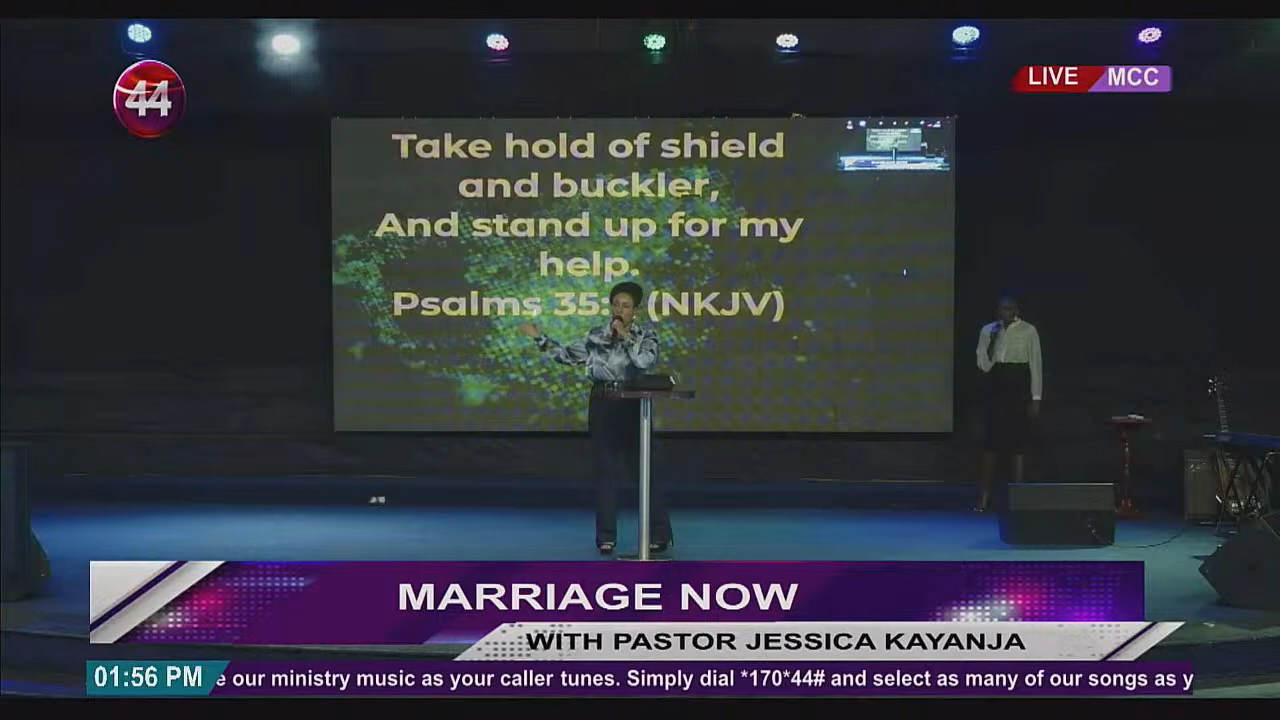 44
LIVE MCC
Take hold of shield
and buckler,
And stand up for my
help.
Psalms 35: (NKJV)
MARRIAGE NOW
WITH PASTOR JESSICA KAYANJA
01:56 PM
our ministry music as your caller tunes. Simply dial *170*44# and select as many of our songs as y